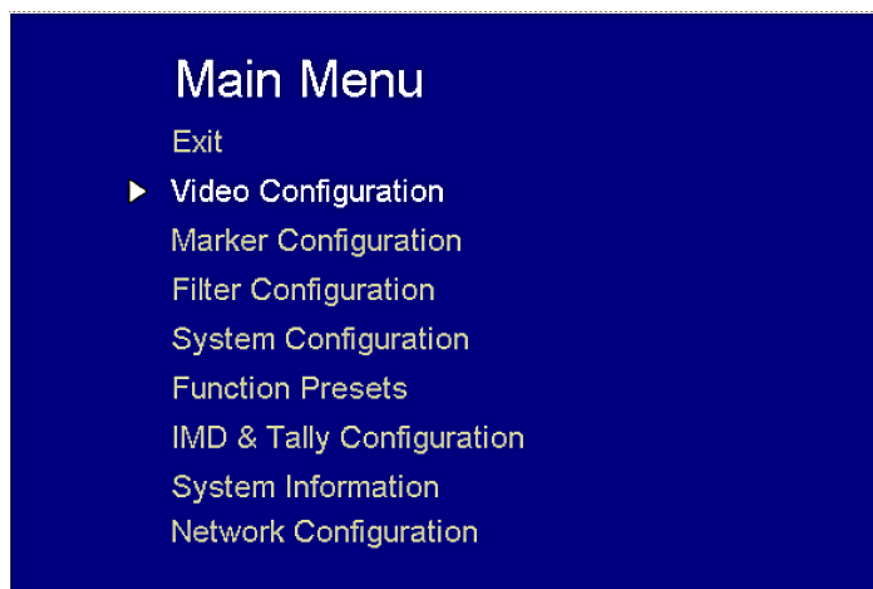 Main Menu
Exit
Video Configuration
Marker Configuration
Filter Configuration
System Configuration
Function Presets
IMD & Tally Configuration
System Information
Network Configuration